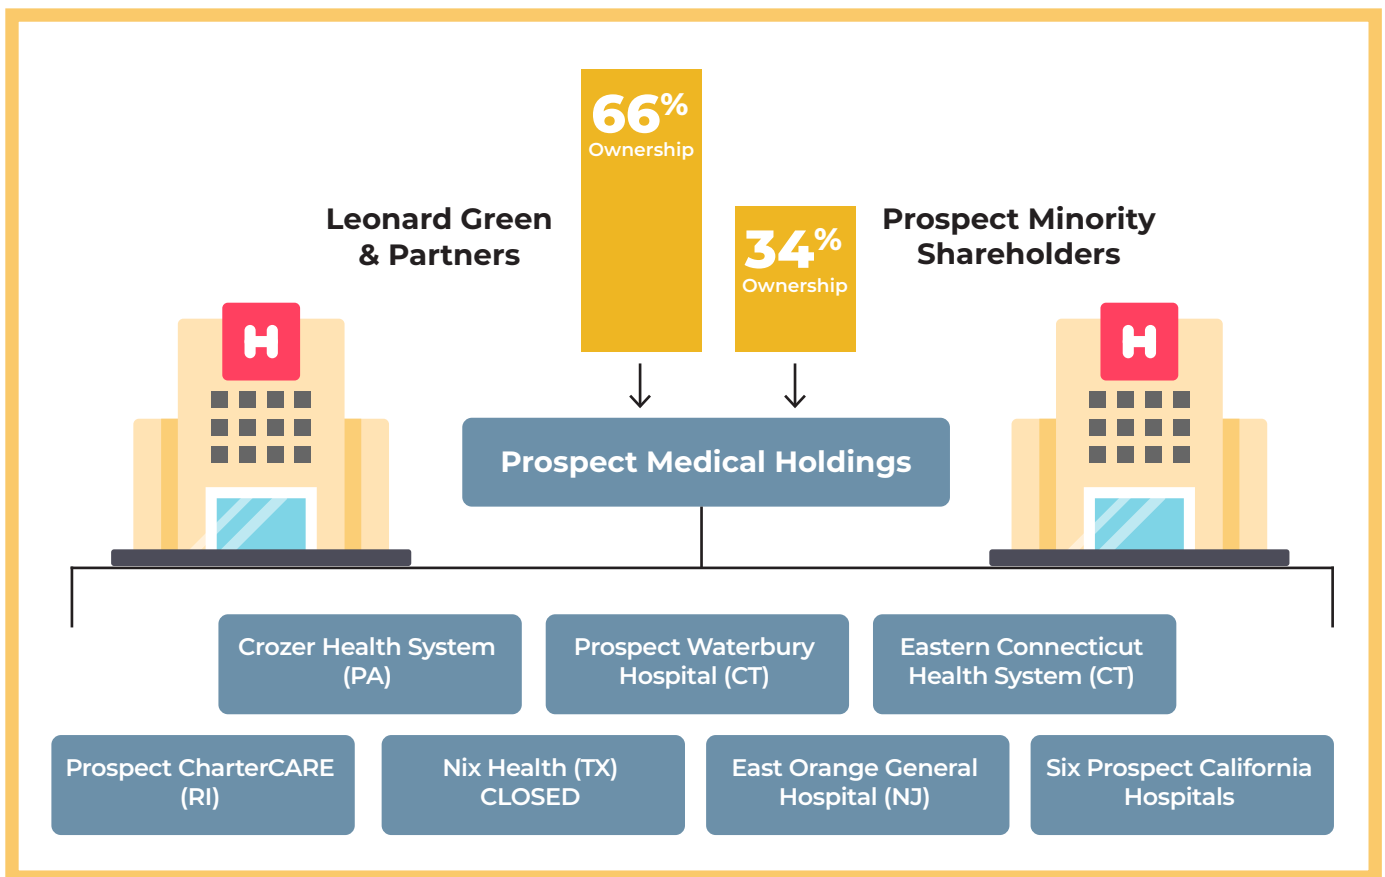 66%
Ownership
Leonard Green
& Partners
34%
Ownership
Prospect Minority
Shareholders
H
H
Prospect Medical Holdings
Crozer Health System
(PA)
Prospect Waterbury
Hospital (CT)
Eastern Connecticut
Health System (CT)
Prospect CharterCARE
(RI)
Nix Health (TX)
CLOSED
East Orange General
Hospital (NJ)
Six Prospect California
Hospitals